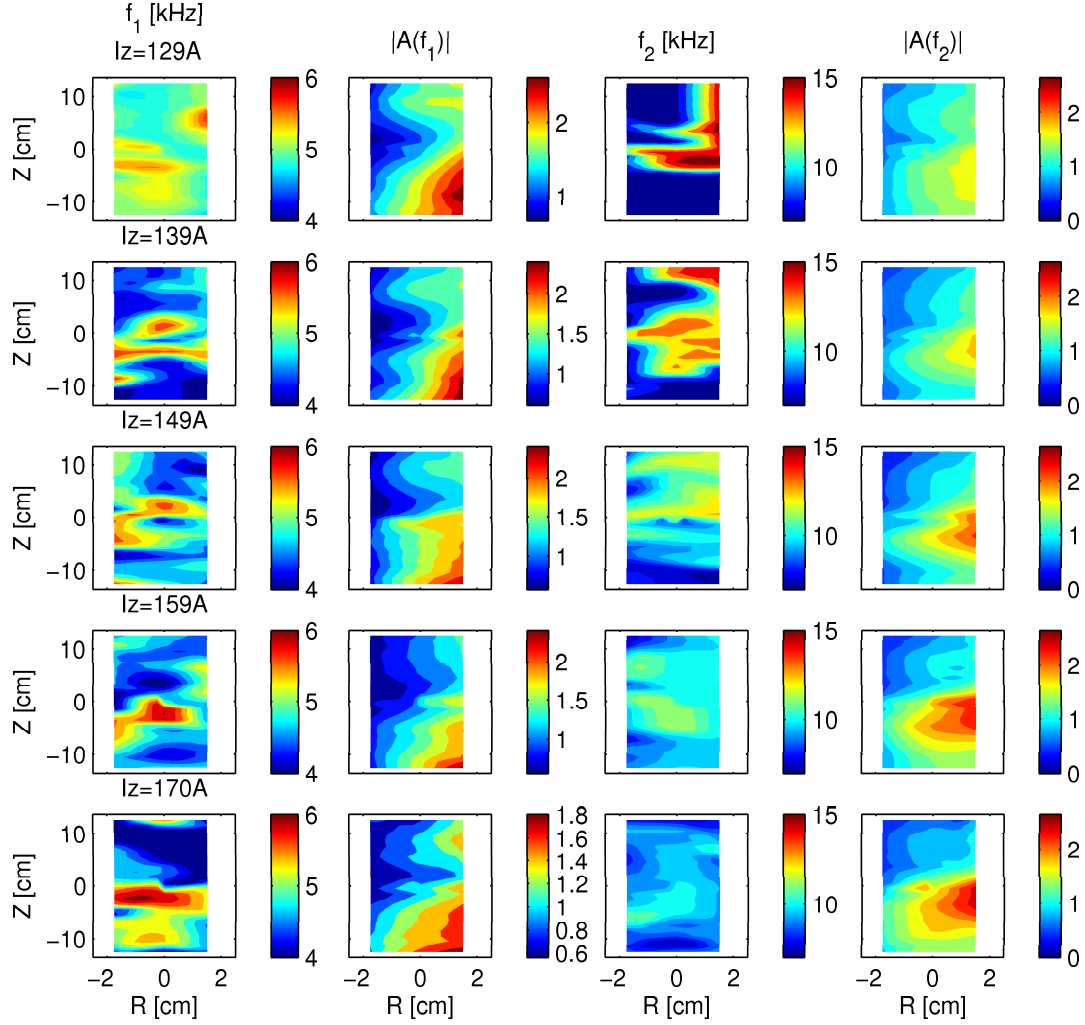 f1 [kHz]
Iz=129A |A(f1)| f2 [kHz] |A(f2)|
Z [cm] 10 0 −10 6 5 4 2 1 15 10 2 1 0
Iz=139A
Z [cm] 10 0 −10 6 5 4 2 1.5 1 15 10 2 1 0
Iz=149A
Z [cm] 10 0 −10 6 5 4 2 1.5 1 15 10 2 1 0
Iz=159A
Z [cm] 10 0 −10 6 5 4 2 1.5 1 15 10 2 1 0
Iz=170A
Z [cm] 10 0 −10 6 5 4 1.8 1.6 1.4 1.2 1 0.8 0.6 15 10 2 1 0
−2 0 2 −2 0 2 −2 0 2 −2 0 2
R [cm] R [cm] R [cm] R [cm]